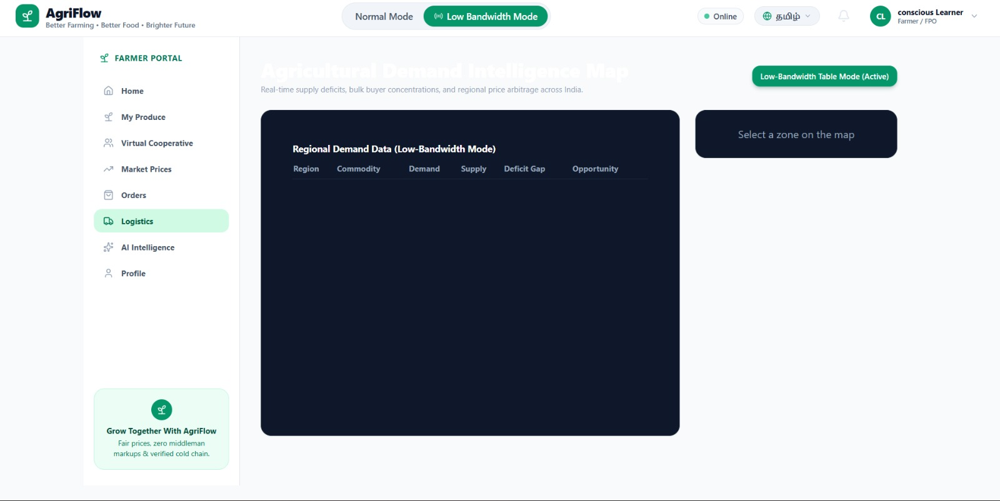 AgriFlow
Better Farming • Better Food • Brighter Future
Normal Mode
Low Bandwidth Mode
Online
தமிழ்
CL
conscious Learner
Farmer / FPO
FARMER PORTAL
Home
My Produce
Virtual Cooperative
Market Prices
Orders
Logistics
AI Intelligence
Profile
Grow Together With AgriFlow
Fair prices, zero middleman
markups & verified cold chain.
Agricultural Demand Intelligence Map
Real-time supply deficits, bulk buyer concentrations, and regional price arbitrage across India.
Low-Bandwidth Table Mode (Active)
Regional Demand Data (Low-Bandwidth Mode)
Region Commodity Demand Supply Deficit Gap Opportunity
Select a zone on the map